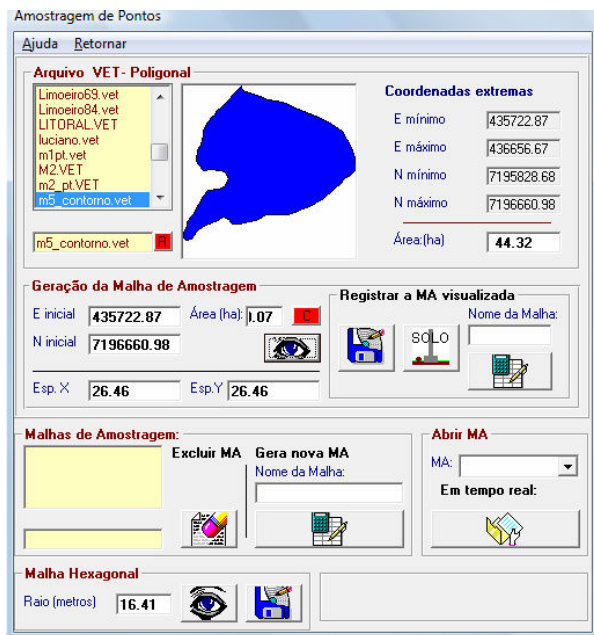 Amostragem de Pontos
Ajuda Retornar
Arquivo VET- Poligonal
Limoeiro69.vet
Limoeiro84.vet
LITORAL.VET
luciano.vet
m1pt.vet
M2.VET
m2_pt.VET
m5_contorno.vet
m5_contorno.vet R
Coordenadas extremas
E mínimo 435722.87
E máximo 436656.67
N mínimo 7195828.68
N máximo 7196660.98
Área:(ha) 44.32
Geração da Malha de Amostragem
E inicial 435722.87 Área (ha): ).07 C
N inicial 7196660.98
Esp. X 26.46 Esp.Y 26.46
Registrar a MA visualizada
Nome da Malha:
SOLO
Malhas de Amostragem:
Excluir MA Gera nova MA
Nome da Malha:
Abrir MA
MA:
Em tempo real:
Malha Hexagonal
Raio (metros) 16.41